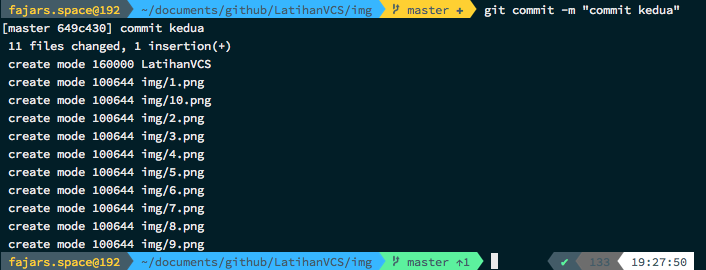 fajars.space@192 ~/documents/github/LatihanVCS/img master + git commit -m "commit kedua"
[master 649c430] commit kedua
11 files changed, 1 insertion(+)
create mode 160000 LatihanVCS
create mode 100644 img/1.png
create mode 100644 img/10.png
create mode 100644 img/2.png
create mode 100644 img/3.png
create mode 100644 img/4.png
create mode 100644 img/5.png
create mode 100644 img/6.png
create mode 100644 img/7.png
create mode 100644 img/8.png
create mode 100644 img/9.png
fajars.space@192 ~/documents/github/LatihanVCS/img master ↑1 ✔ 133 19:27:50